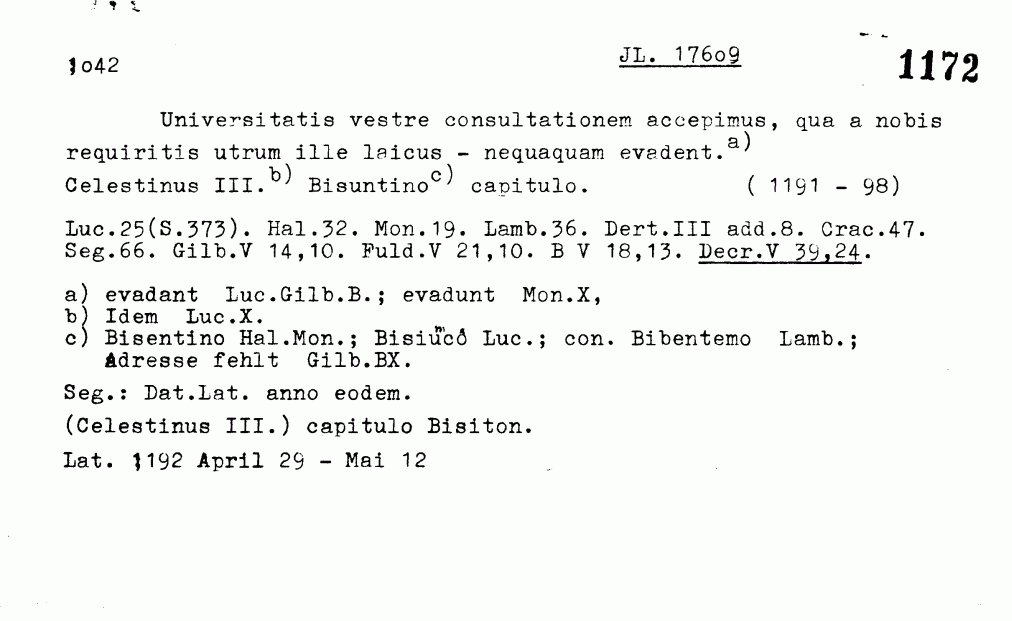 1o42 JL. 176o9 1172
Universitatis vestre consultationem accepimus, qua a nobis
requiritis utrum ille laicus - nequaquam evadent.a)
Celestinus III.b) Bisuntinoc) capitulo. ( 1191 - 98)
Luc.25(S.373). Hal.32. Mon.19. Lamb.36. Dert.III add.8. Crac.47.
Seg.66. Gilb.V 14,10. Fuld.V 21,10. B V 18,13. Decr.V 39,24.
a) evadant Luc.Gilb.B.; evadunt Mon.X,
b) Idem Luc.X.
c) Bisentino Hal.Mon.; Luc.; con. Bibentemo Lamb.;
Adresse fehlt Gilb.BX.
Seg.: Dat.Lat. anno eodem.
(Celestinus III.) capitulo Bisiton.
Lat. 1192 April 29 - Mai 12